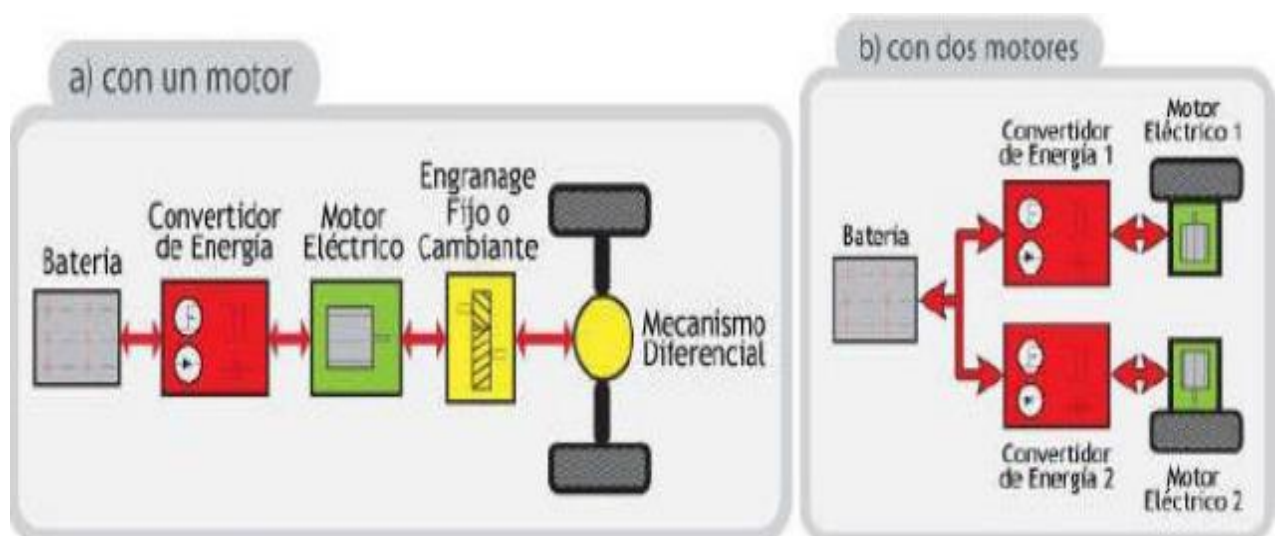 a) con un motor
Bateria
Convertidor
de Energía
Motor
Eléctrico
Engranage
Fijo o
Cambiante
Mecanismo
Diferencial
b) con dos motores
Bateria
Convertidor
de Energía 1
Motor
Eléctrico 1
Convertidor
de Energía 2
Motor
Eléctrico 2